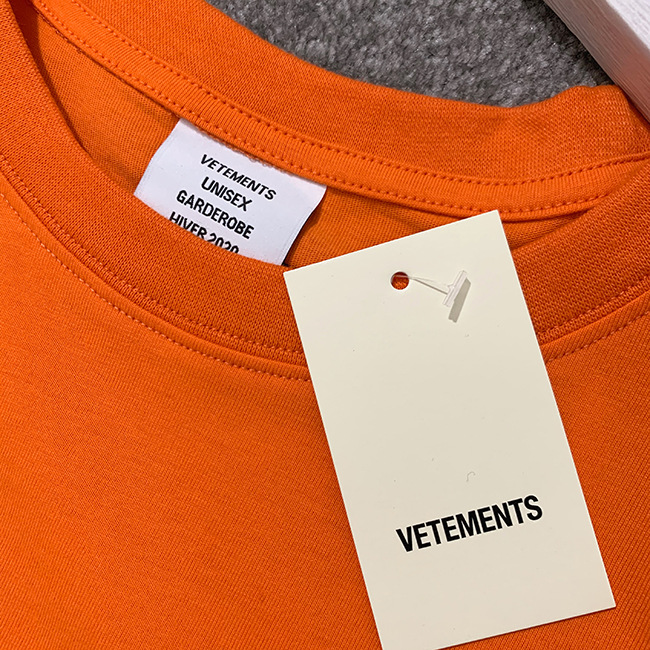 VETEMENTS
UNISEX
GARDEROBE
HIVER 2020
VETEMENTS